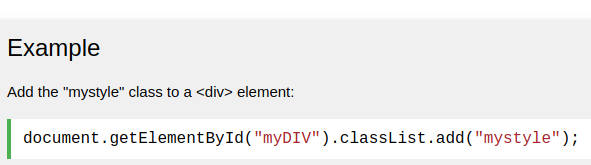 Example
Add the "mystyle" class to a <div> element:
document.getElementById("myDIV").classList.add("mystyle");